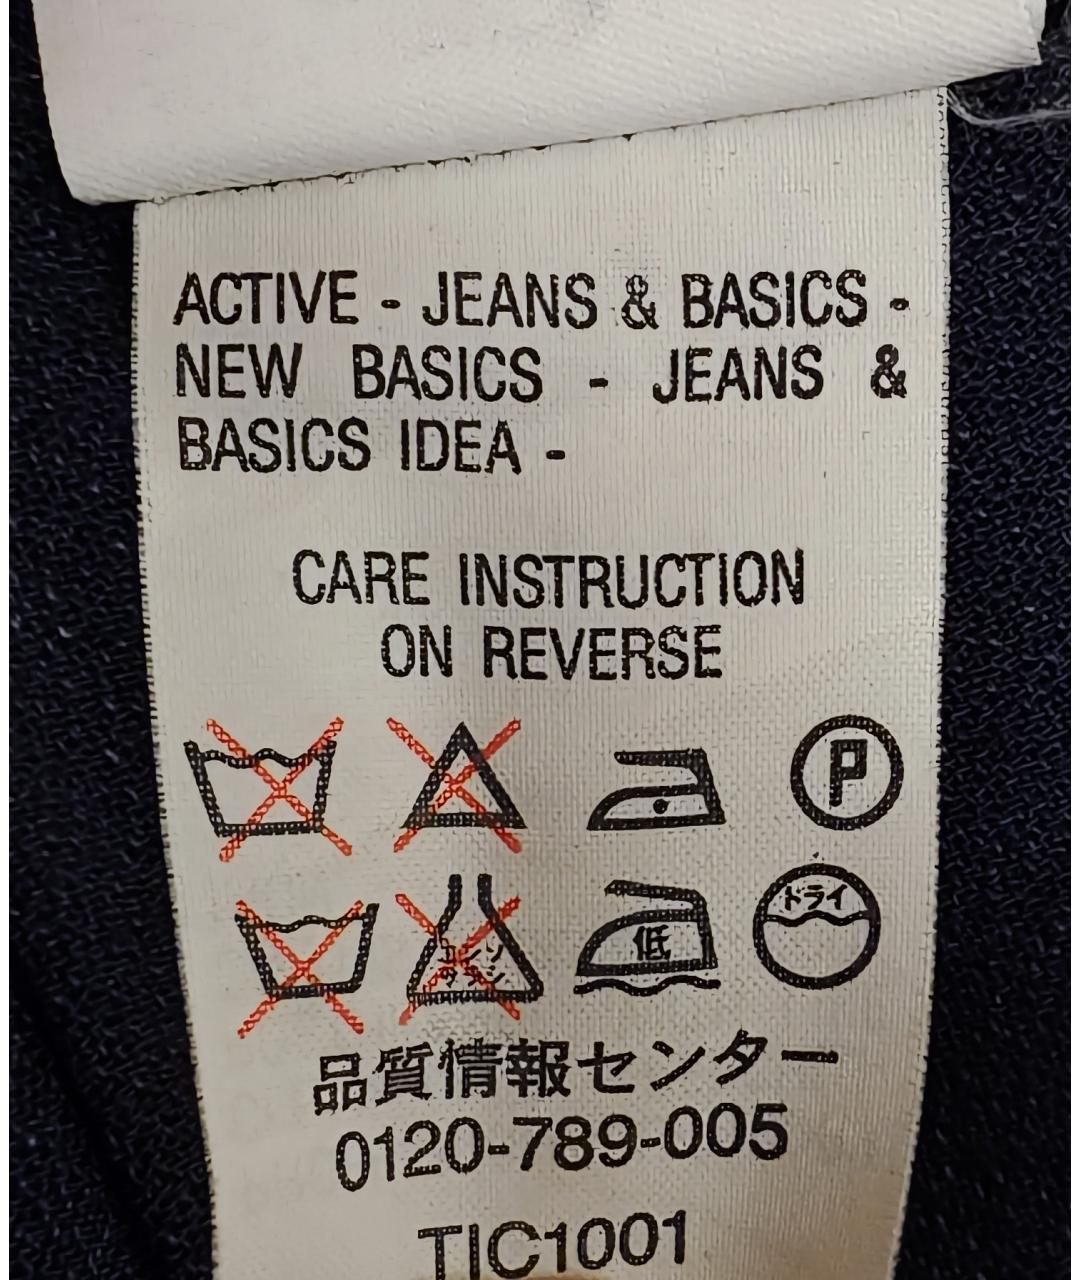 ACTIVE - JEANS & BASICS -
NEW BASICS - JEANS &
BASICS IDEA -
CARE INSTRUCTION
ON REVERSE
P
低
ドライ
品質情報センター
0120-789-005
TIC1001